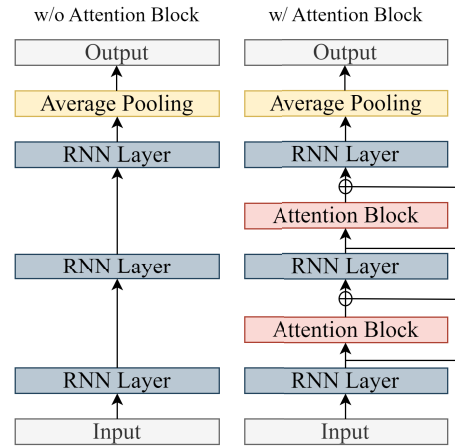 w/o Attention Block
Output
Average Pooling
RNN Layer
RNN Layer
RNN Layer
Input
w/ Attention Block
Output
Average Pooling
RNN Layer
Attention Block
RNN Layer
Attention Block
RNN Layer
Input